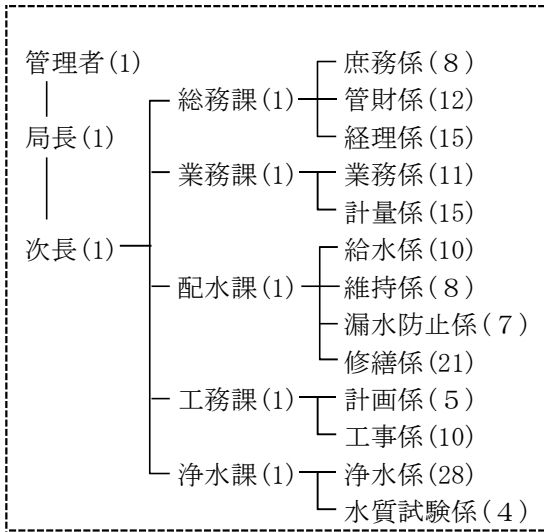 管理者(1)
局長(1)
次長(1)
総務課(1)
庶務係(８)
管財係(12)
経理係(15)
業務課(1)
業務係(11)
計量係(15)
配水課(1)
給水係(10)
維持係(８)
漏水防止係(７)
修繕係(21)
工務課(1)
計画係(５)
工事係(10)
浄水課(1)
浄水係(28)
水質試験係(４)